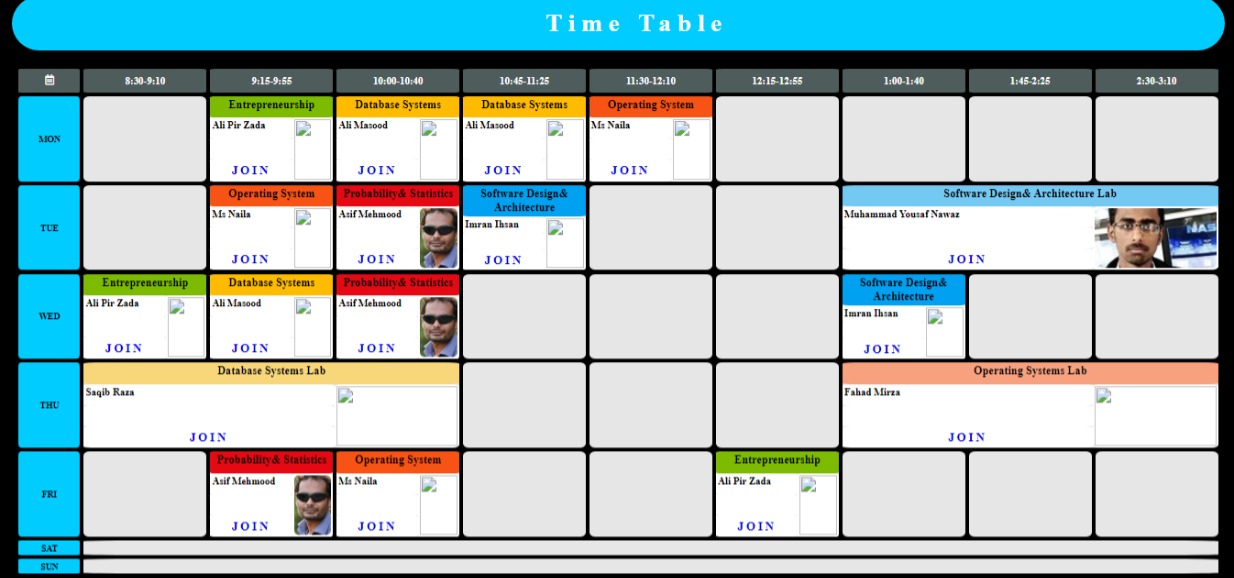 Time Table
8:30-9:10 9:15-9:55 10:00-10:40 10:45-11:25 11:30-12:10 12:15-12:55 1:00-1:40 1:45-2:25 2:30-3:10
MON
Entrepreneurship Database Systems Database Systems Operating System
Ali Pir Zada Ali Masood Ali Masood Ms Naila
JOIN JOIN JOIN JOIN
TUE
Operating System Probability& Statistics Software Design& Software Design& Architecture Lab
Architecture
Ms Naila Asif Mehmood Imran Ihsan Muhammad Yousaf Nawaz
NAS
JOIN JOIN JOIN JOIN
WED
Entrepreneurship Database Systems Probability& Statistics Software Design&
Architecture
Ali Pir Zada Ali Masood Asif Mehmood Imran Ihsan
JOIN JOIN JOIN JOIN
THU
Database Systems Lab Operating Systems Lab
Saqib Raza Fahad Mirza
JOIN JOIN
FRI
Probability& Statistics Operating System Entrepreneurship
Asif Mehmood Ms Naila Ali Pir Zada
JOIN JOIN JOIN
SAT
SUN